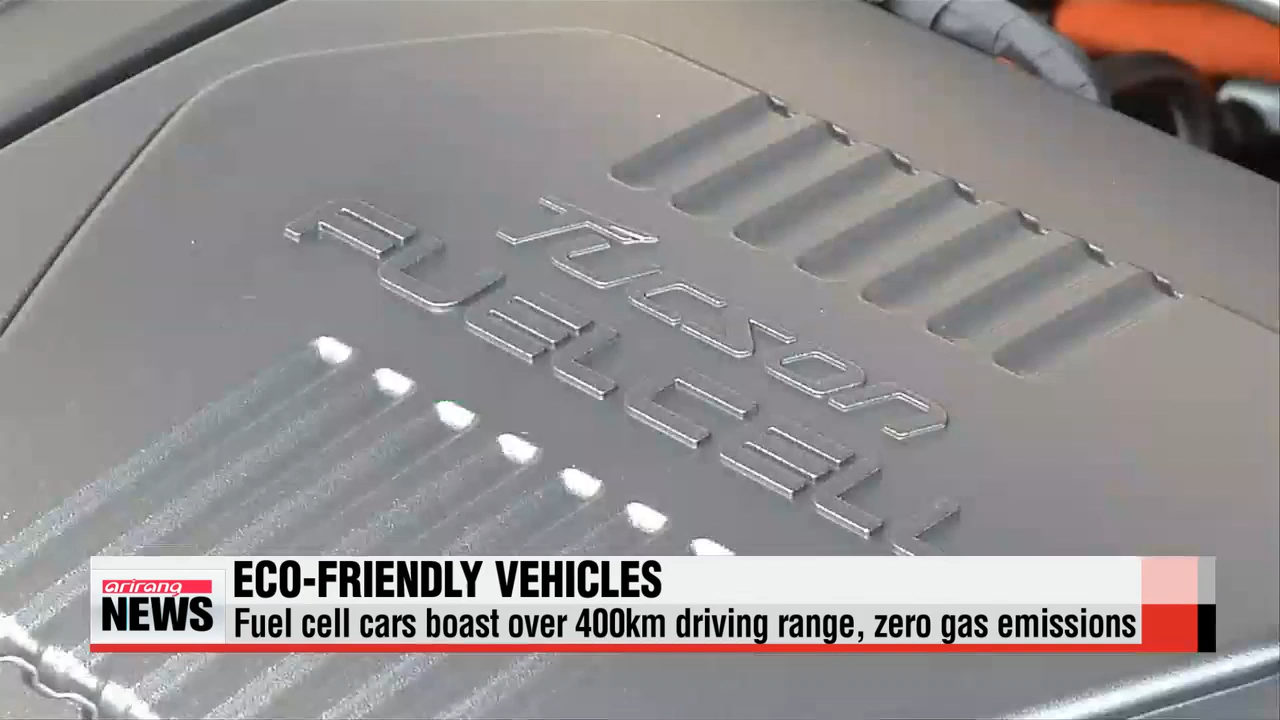 Tucson
FUEL CELL
arirang
NEWS
ECO-FRIENDLY VEHICLES
Fuel cell cars boast over 400km driving range, zero gas emissions